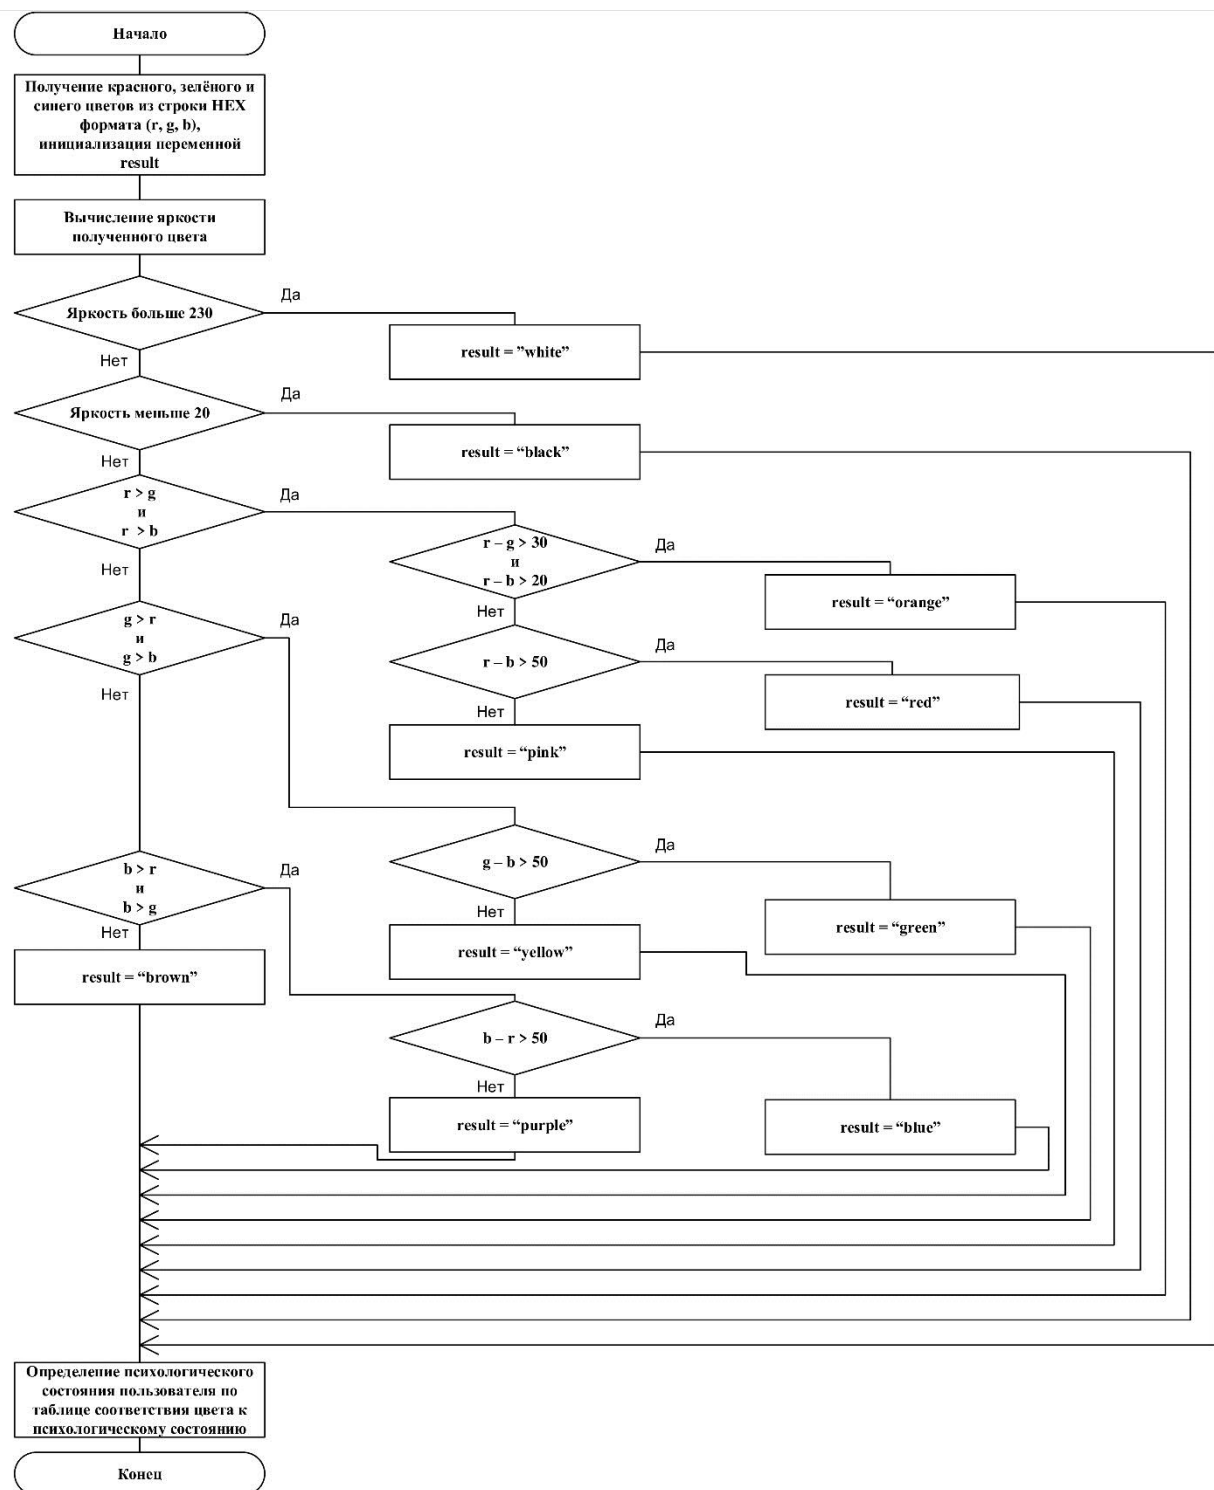 Начало
Получение красного, зелёного и
синего цветов из строки HEX
формата (r, g, b),
инициализация переменной
result
Вычисление яркости
полученного цвета
Яркость больше 230
Да
result = ”white”
Нет
Яркость меньше 20
Да
result = “black”
Нет
r > g
и
r > b
Да
r – g > 30
и
r – b > 20
Да
result = “orange”
Нет
r – b > 50
Да
result = “red”
Нет
result = “pink”
Нет
g > r
и
g > b
Да
g – b > 50
Да
result = “green”
Нет
result = “yellow”
Нет
b > r
и
b > g
Да
b – r > 50
Да
result = “blue”
Нет
result = “purple”
Нет
result = “brown”
Определение психологического
состояния пользователя по
таблице соответствия цвета к
психологическому состоянию
Конец